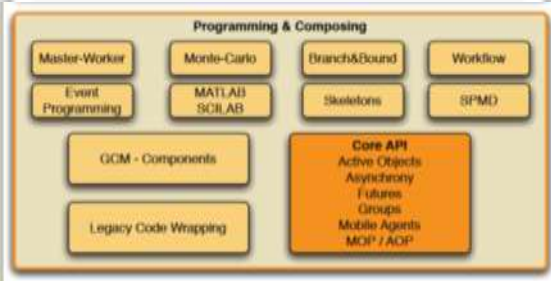 Programming & Composing
Master-Worker
Monte-Carlo
Branch&Bound
Workflow
Event
Programming
MATLAB
SCILAB
Skeletons
SPMD
GCM - Components
Legacy Code Wrapping
Core API
Active Objects
Asynchrony
Futures
Groups
Mobile Agents
MOP / AOP